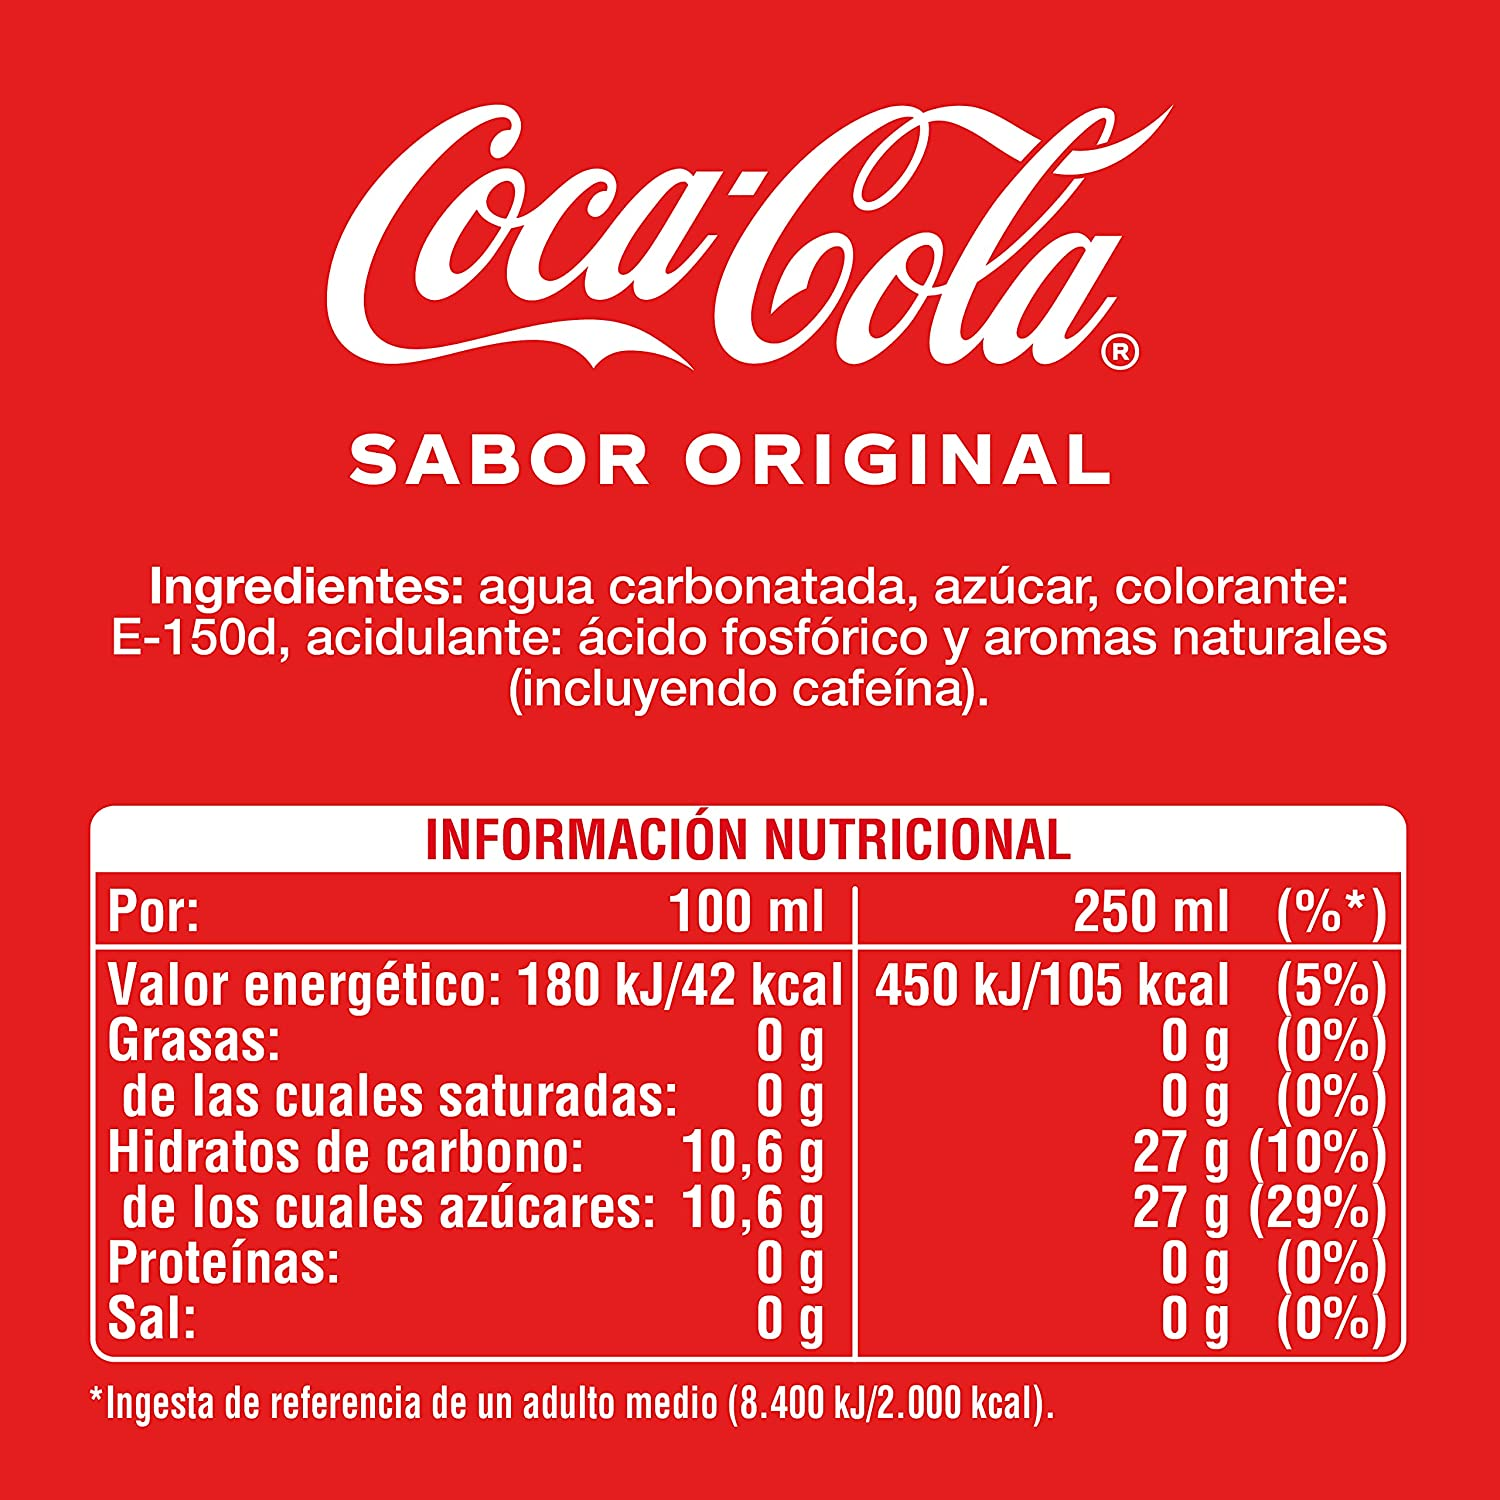 Coca-Cola®
SABOR ORIGINAL
Ingredientes: agua carbonatada, azúcar, colorante:
E-150d, acidulante: ácido fosfórico y aromas naturales
(incluyendo cafeína).
INFORMACIÓN NUTRICIONAL
Por: 100 ml 250 ml (%*)
Valor energético: 180 kJ/42 kcal 450 kJ/105 kcal (5%)
Grasas: 0 g 0 g (0%)
de las cuales saturadas: 0 g 0 g (0%)
Hidratos de carbono: 10,6 g 27 g (10%)
de los cuales azúcares: 10,6 g 27 g (29%)
Proteínas: 0 g 0 g (0%)
Sal: 0 g 0 g (0%)
*Ingesta de referencia de un adulto medio (8.400 kJ/2.000 kcal).